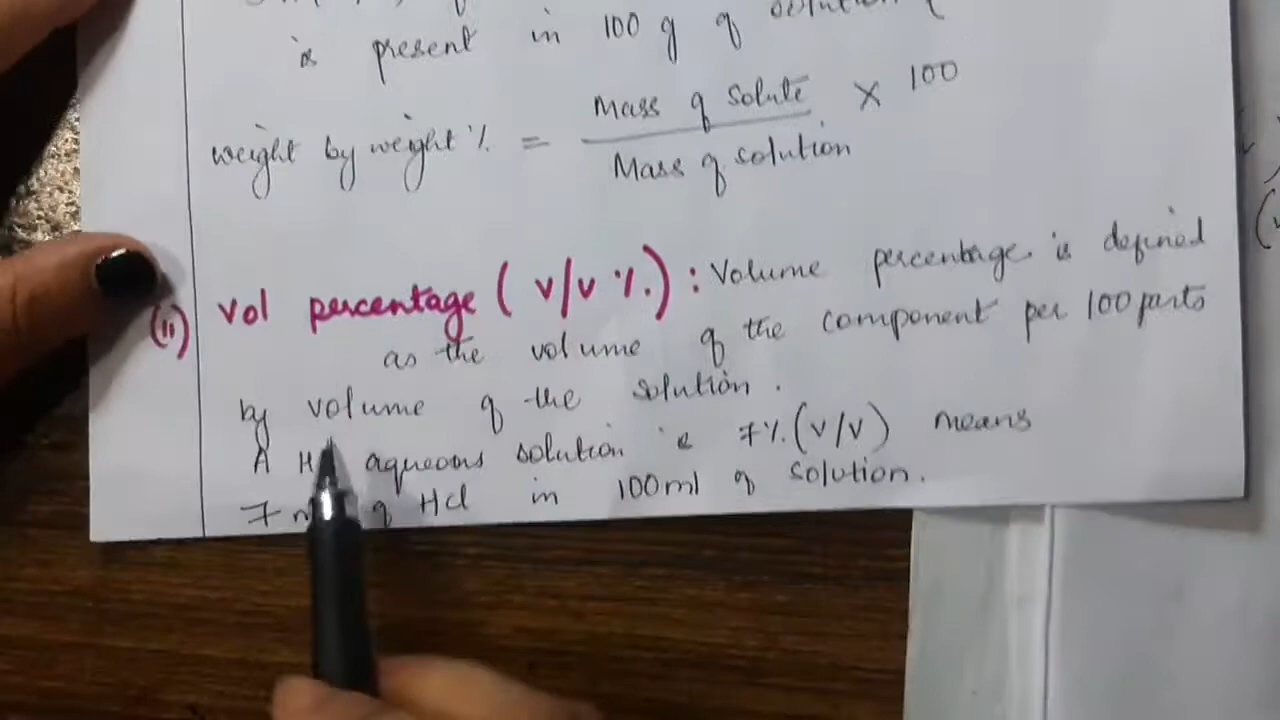 is present in 100 g of solution
weight by weight % = Mass of solute / Mass of solution × 100
(ii) Vol percentage ( v/v %.) : Volume percentage is defined
as the volume of the component per 100 parts
by volume of the solution.
A aqueous solution is 7%. (V/V) means
7 of HCl in 100ml of solution.